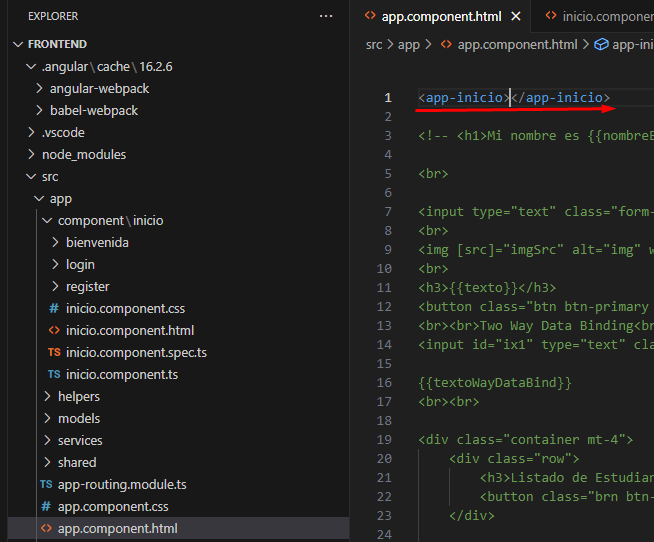 EXPLORER ...
FRONTEND
.angular\cache\16.2.6
angular-webpack
babel-webpack
.vscode
node_modules
src
app
component\inicio
bienvenida
login
register
# inicio.component.css
<> inicio.component.html
TS inicio.component.spec.ts
TS inicio.component.ts
helpers
models
services
shared
TS app-routing.module.ts
# app.component.css
<> app.component.html
<> app.component.html × <> inicio.componen
src > app > <> app.component.html > app-ini
1 <app-inicio></app-inicio>
2
3 <!-- <h1>Mi nombre es {{nombreE
4
5 <br>
6
7 <input type="text" class="form-
8 <br>
9 <img [src]="imgSrc" alt="img" w
10 <br>
11 <h3>{{texto}}</h3>
12 <button class="btn btn-primary
13 <br><br>Two Way Data Binding<br
14 <input id="ix1" type="text" cla
15
16 {{textoWayDataBind}}
17 <br><br>
18
19 <div class="container mt-4">
20 <div class="row">
21 <h3>Listado de Estudian
22 <button class="brn btn-
23 </div>
24